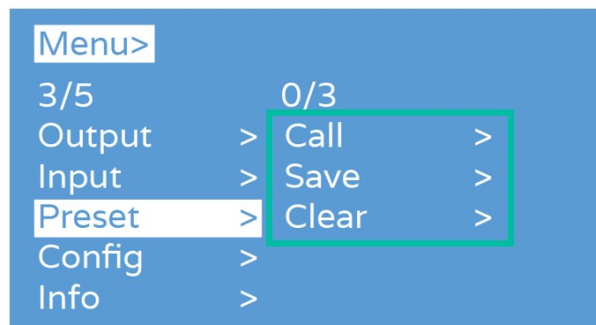 Menu>
3/5 0/3
Output > Call >
Input > Save >
Preset > Clear >
Config >
Info >